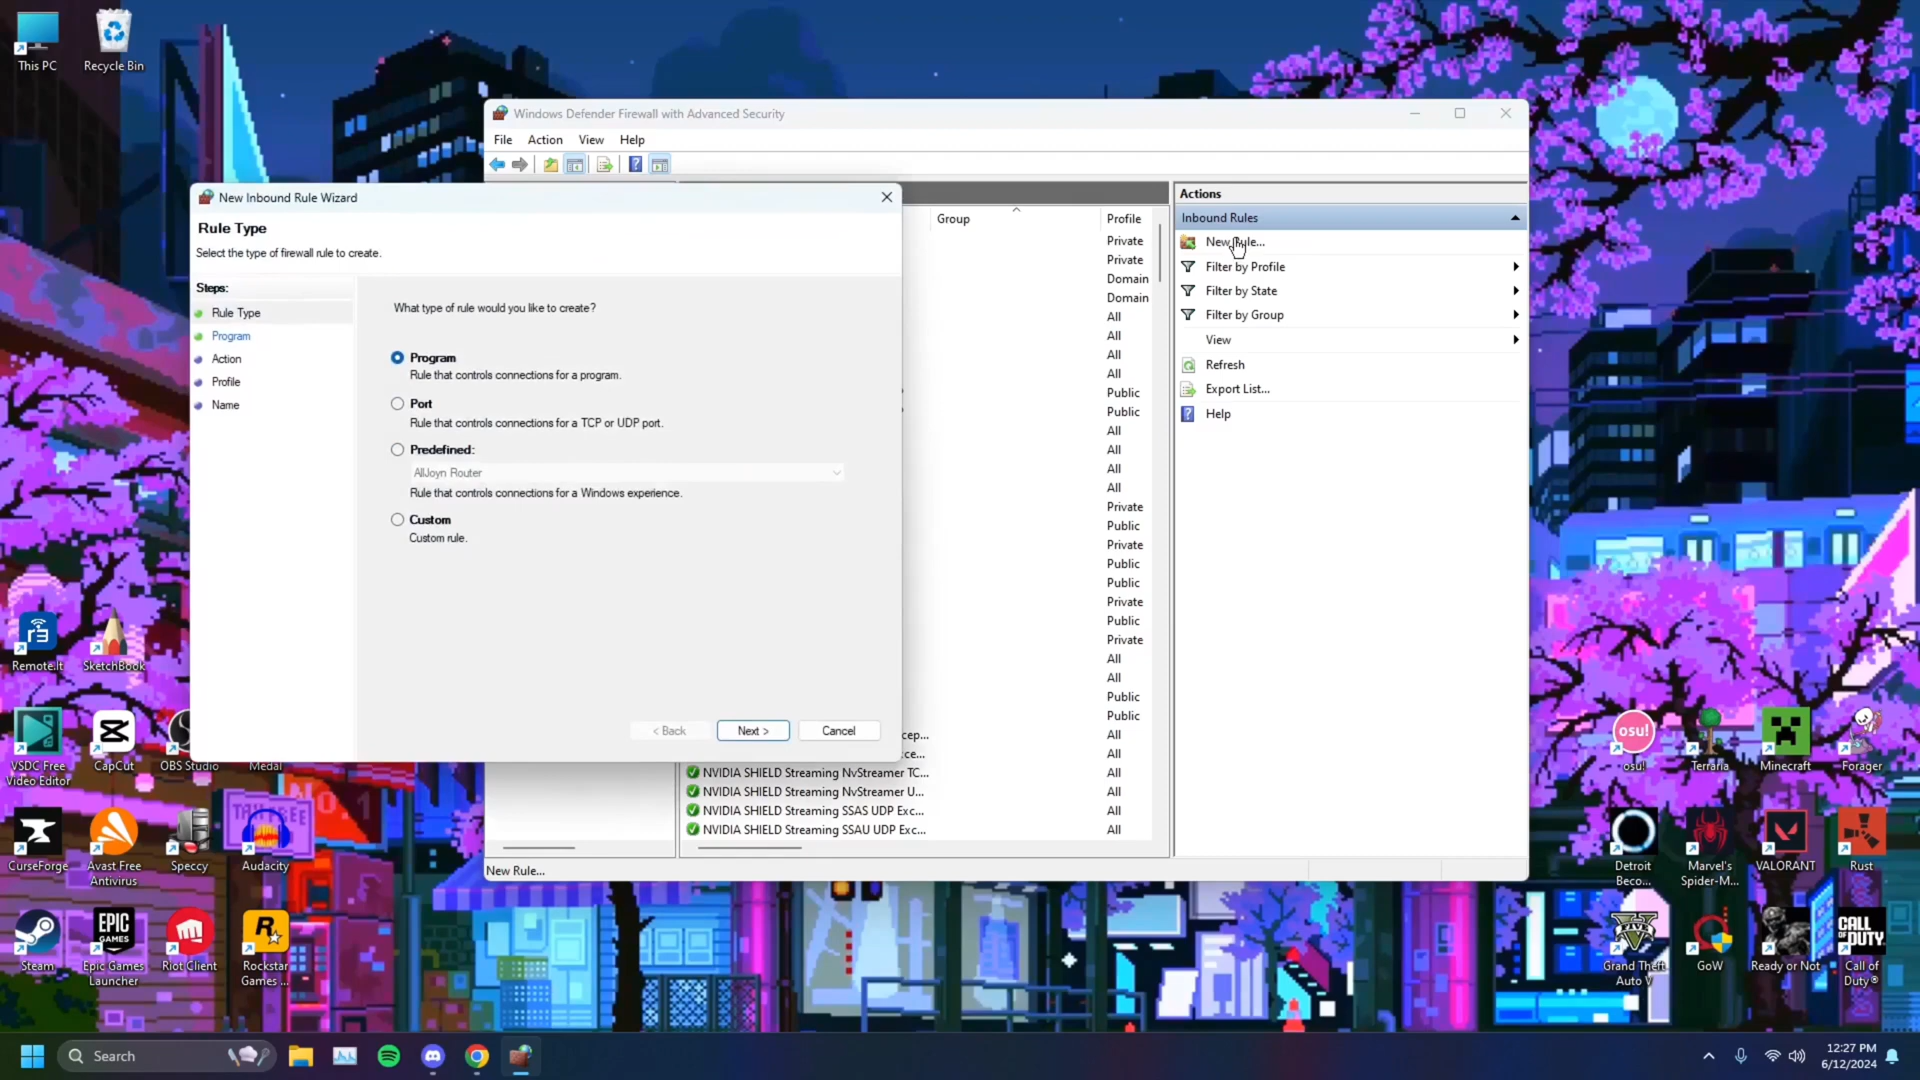 This PC
Recycle Bin
Windows Defender Firewall with Advanced Security
File Action View Help
New Inbound Rule Wizard
Rule Type
Select the type of firewall rule to create.
Steps:
Rule Type
Program
Action
Profile
Name
What type of rule would you like to create?
Program
Rule that controls connections for a program.
Port
Rule that controls connections for a TCP or UDP port.
Predefined:
AllJoyn Router
Rule that controls connections for a Windows experience.
Custom
Custom rule.
< Back
Next >
Cancel
Group
Profile
Private
Private
Domain
Domain
All
All
All
All
Public
Public
All
All
All
All
Private
Public
Private
Public
Public
Private
Public
Private
All
All
Public
Public
cep... All
ce... All
NVIDIA SHIELD Streaming NvStreamer TC... All
NVIDIA SHIELD Streaming NvStreamer U... All
NVIDIA SHIELD Streaming SSAS UDP Exc... All
NVIDIA SHIELD Streaming SSAU UDP Exc... All
Actions
Inbound Rules
New Rule...
Filter by Profile
Filter by State
Filter by Group
View
Refresh
Export List...
Help
New Rule...
Remote.It
SketchBook
VSDC Free
Video Editor
CapCut
OBS Studio
Medal
CurseForge
Avast Free
Antivirus
Speccy
Audacity
Steam
EPIC
GAMES
Epic Games
Launcher
Riot Client
Rockstar
Games ...
osu!
osu!
Terraria
Minecraft
Forager
Detroit
Beco...
Marvel's
Spider-M...
VALORANT
Rust
Grand Theft
Auto V
GoW
Ready or Not
CALL OF
DUTY
Call of
Duty®
Search
12:27 PM
6/12/2024